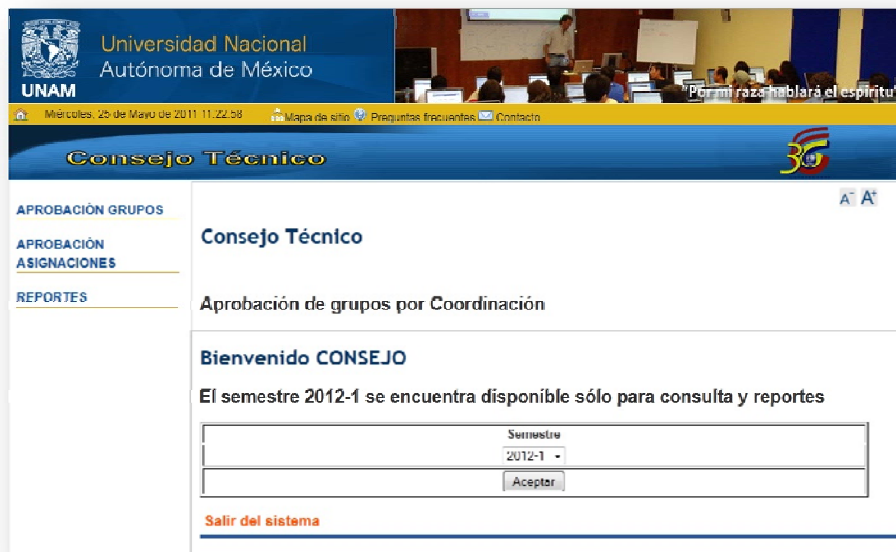 Universidad Nacional
Autónoma de México
UNAM
"Por mi raza hablará el espíritu"
Miércoles, 25 de Mayo de 2011 11:22:58 Mapa de sitio Preguntas frecuentes Contacto
Consejo Técnico
A- A+
APROBACIÓN GRUPOS
APROBACIÓN
ASIGNACIONES
REPORTES
Consejo Técnico
Aprobación de grupos por Coordinación
Bienvenido CONSEJO
El semestre 2012-1 se encuentra disponible sólo para consulta y reportes
Semestre
2012-1
Aceptar
Salir del sistema